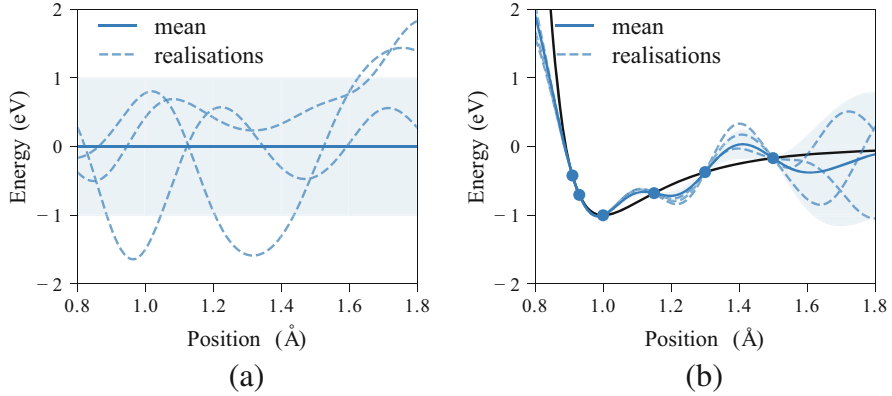 2
1
0
−1
−2
0.8
1.0
1.2
1.4
1.6
1.8
Energy (eV)
Position (Å)
mean
realisations
(a)
2
1
0
−1
−2
0.8
1.0
1.2
1.4
1.6
1.8
Energy (eV)
Position (Å)
mean
realisations
(b)